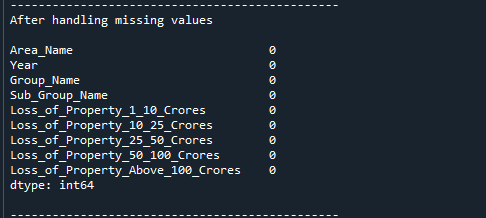 --------------------------------------------------
After handling missing values
Area_Name 0
Year 0
Group_Name 0
Sub_Group_Name 0
Loss_of_Property_1_10_Crores 0
Loss_of_Property_10_25_Crores 0
Loss_of_Property_25_50_Crores 0
Loss_of_Property_50_100_Crores 0
Loss_of_Property_Above_100_Crores 0
dtype: int64
--------------------------------------------------